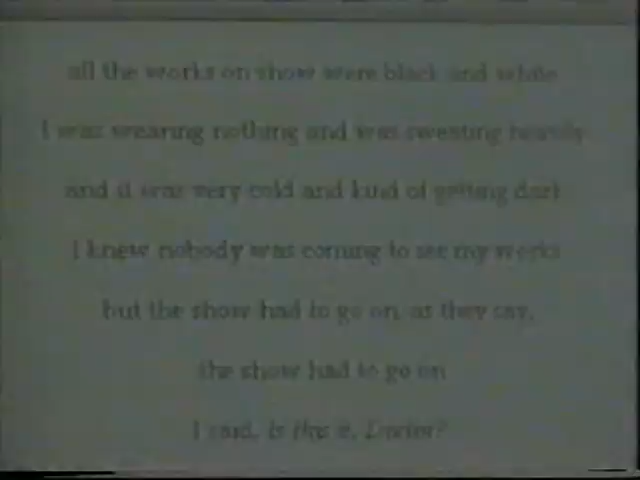 all the works on show were black and white
I was wearing nothing and was sweating heavily
and it was very cold and kind of getting dark
I knew nobody was coming to see my works
but the show had to go on, as they say,
the show had to go on
I said, Is this it, Doctor?